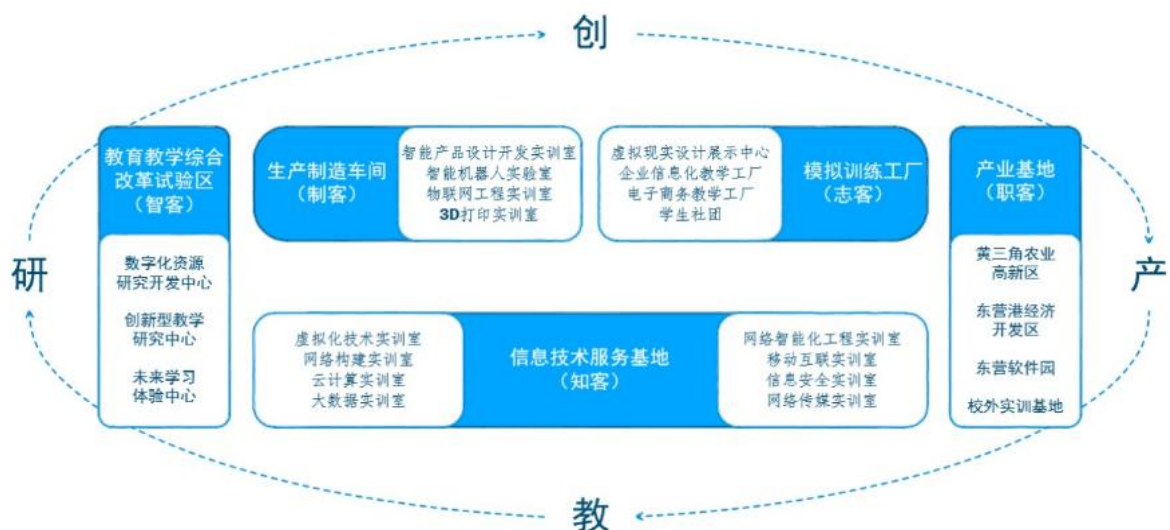 创
教育教学综合
改革试验区
（智客）
数字化资源
研究开发中心
创新型教学
研究中心
未来学习
体验中心
生产制造车间
（制客）
智能产品设计开发实训室
智能机器人实验室
物联网工程实训室
3D打印实训室
虚拟现实设计展示中心
企业信息化教学工厂
电子商务教学工厂
学生社团
模拟训练工厂
（志客）
产业基地
（职客）
黄三角农业
高新区
东营港经济
开发区
东营软件园
校外实训基地
研
产
虚拟化技术实训室
网络构建实训室
云计算实训室
大数据实训室
信息技术服务基地
（知客）
网络智能化工程实训室
移动互联实训室
信息安全实训室
网络传媒实训室
教